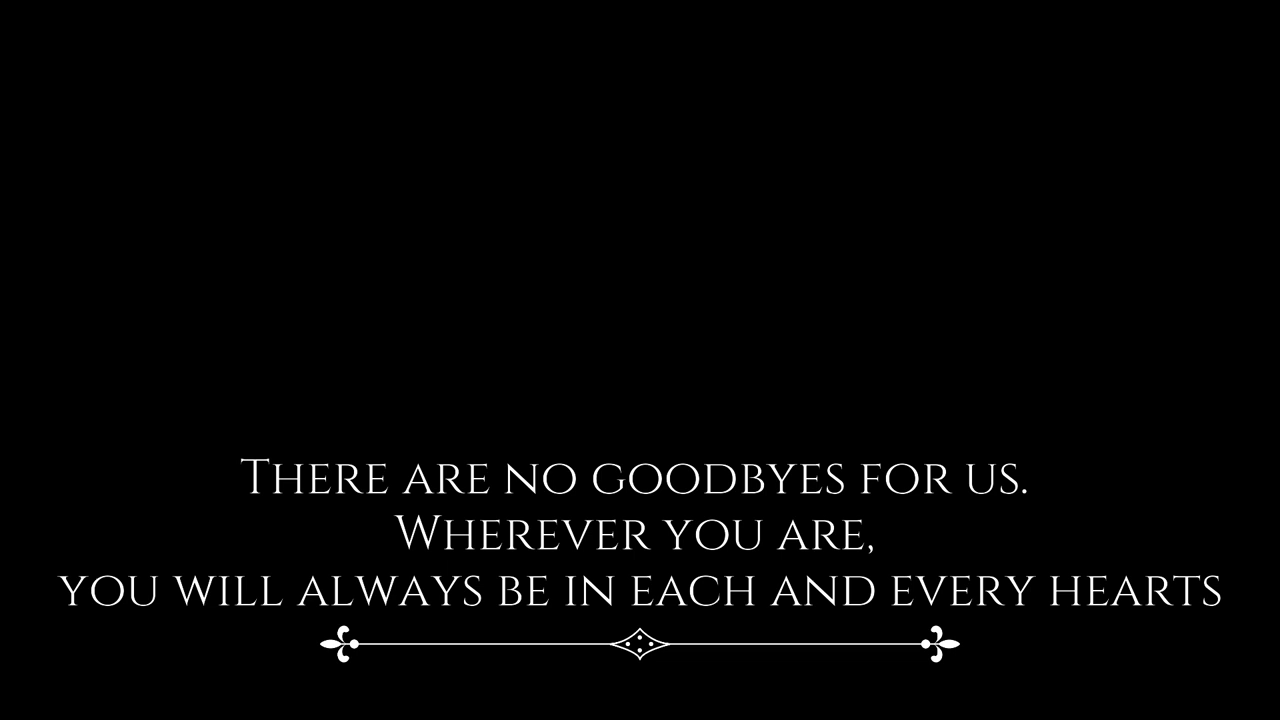 There are no goodbyes for us.
Wherever you are,
you will always be in each and every hearts